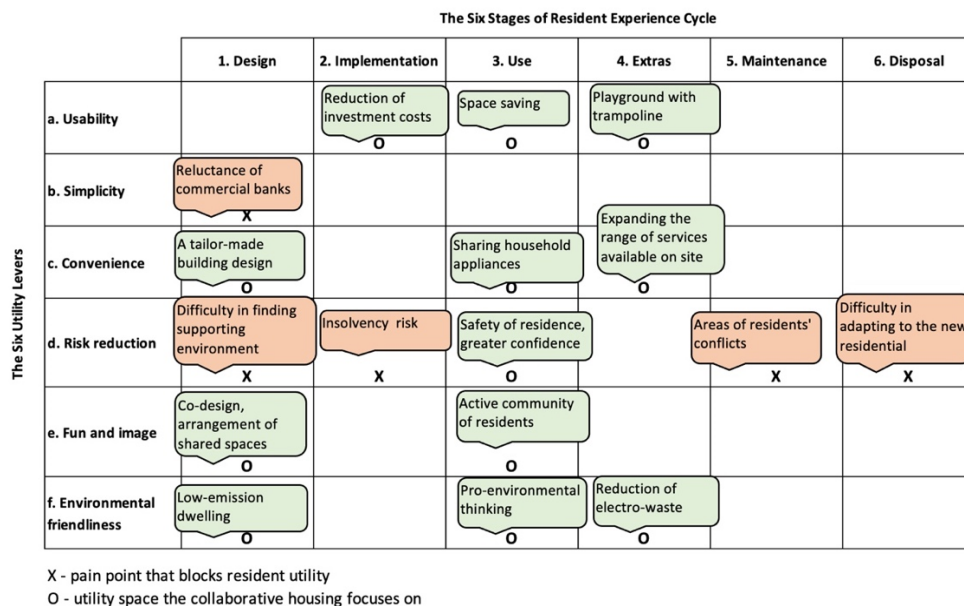 The Six Stages of Resident Experience Cycle
1. Design 2. Implementation 3. Use 4. Extras 5. Maintenance 6. Disposal
The Six Utility Levers
a. Usability
Reduction of
investment costs
O
Space saving
O
Playground with
trampoline
O
b. Simplicity
Reluctance of
commercial banks
X
c. Convenience
A tailor-made
building design
O
Sharing household
appliances
O
Expanding the
range of services
available on site
O
d. Risk reduction
Difficulty in finding
supporting
environment
X
Insolvency risk
X
Safety of residence,
greater confidence
O
Areas of residents'
conflicts
X
Difficulty in
adapting to the new
residential
X
e. Fun and image
Co-design,
arrangement of
shared spaces
O
Active community
of residents
O
f. Environmental
friendliness
Low-emission
dwelling
O
Pro-environmental
thinking
O
Reduction of
electro-waste
O
X - pain point that blocks resident utility
O - utility space the collaborative housing focuses on